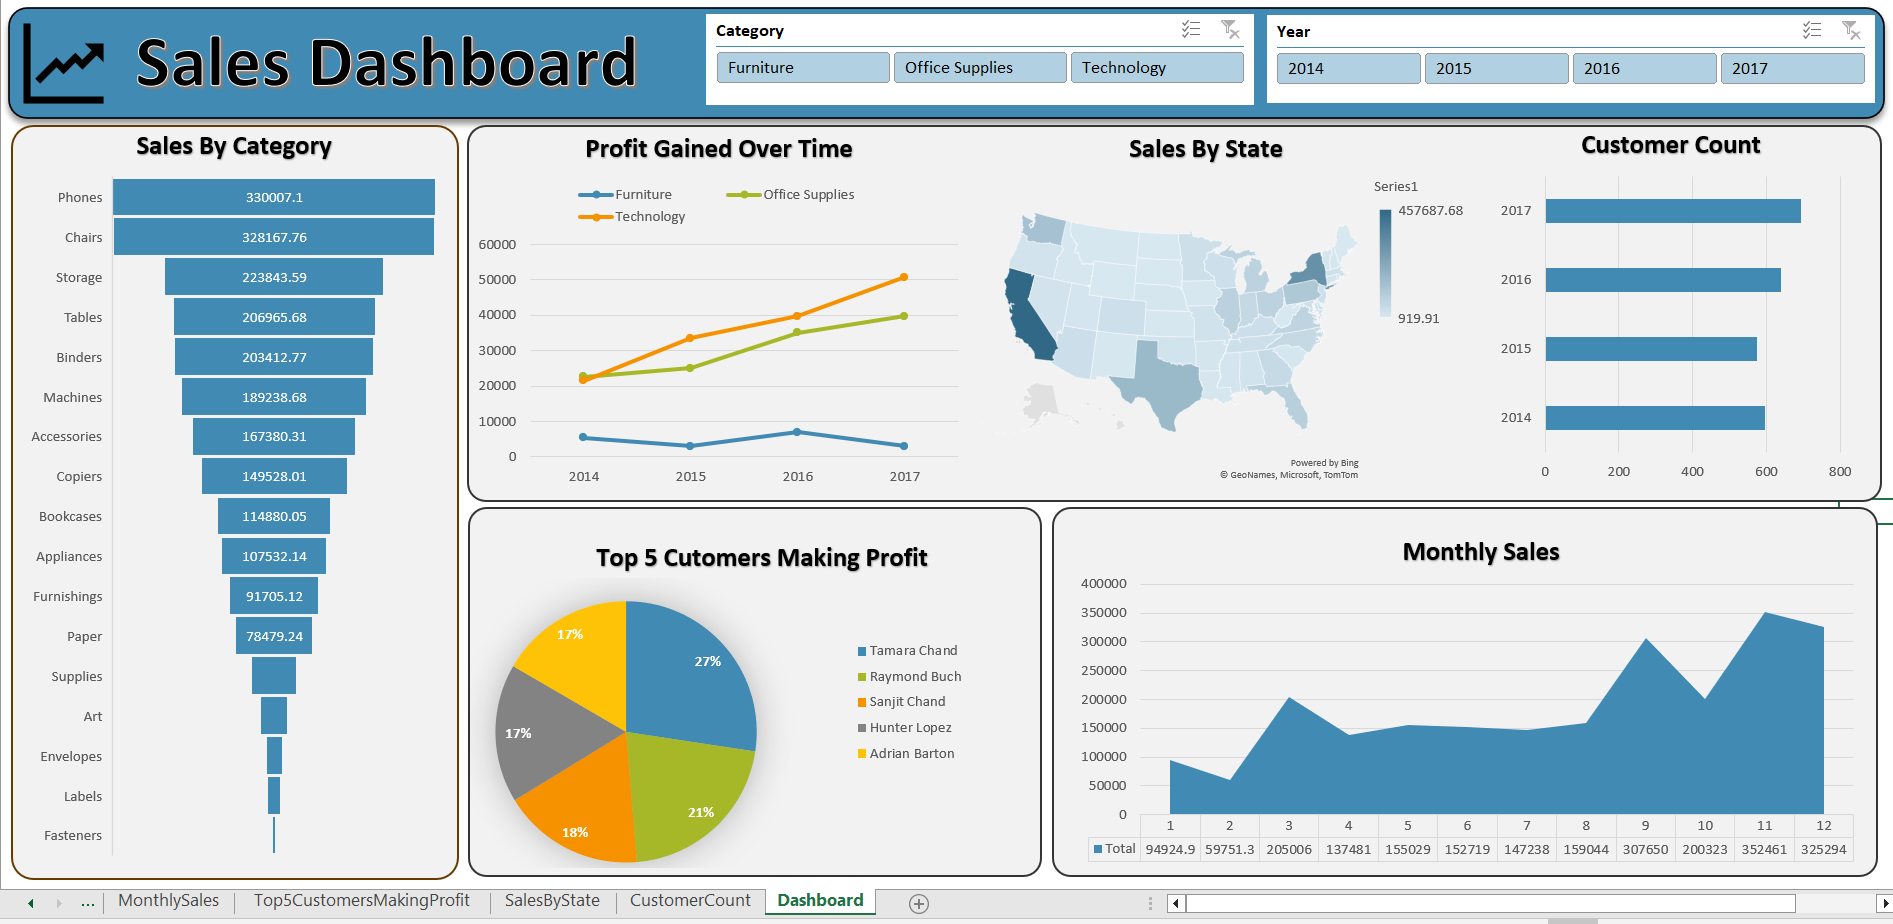 Sales Dashboard
Category
Furniture
Office Supplies
Technology
Year
2014
2015
2016
2017
Sales By Category
Phones 330007.1
Chairs 328167.76
Storage 223843.59
Tables 206965.68
Binders 203412.77
Machines 189238.68
Accessories 167380.31
Copiers 149528.01
Bookcases 114880.05
Appliances 107532.14
Furnishings 91705.12
Paper 78479.24
Supplies
Art
Envelopes
Labels
Fasteners
Profit Gained Over Time
Furniture Office Supplies
Technology
60000
50000
40000
30000
20000
10000
0
2014 2015 2016 2017
Sales By State
Series1
457687.68
919.91
Powered by Bing
© GeoNames, Microsoft, TomTom
Customer Count
2017
2016
2015
2014
0 200 400 600 800
Top 5 Cutomers Making Profit
27%
21%
18%
17%
17%
Tamara Chand
Raymond Buch
Sanjit Chand
Hunter Lopez
Adrian Barton
Monthly Sales
400000
350000
300000
250000
200000
150000
100000
50000
0
1 2 3 4 5 6 7 8 9 10 11 12
Total 94924.9 59751.3 205006 137481 155029 152719 147238 159044 307650 200323 352461 325294
... MonthlySales Top5CustomersMakingProfit SalesByState CustomerCount Dashboard